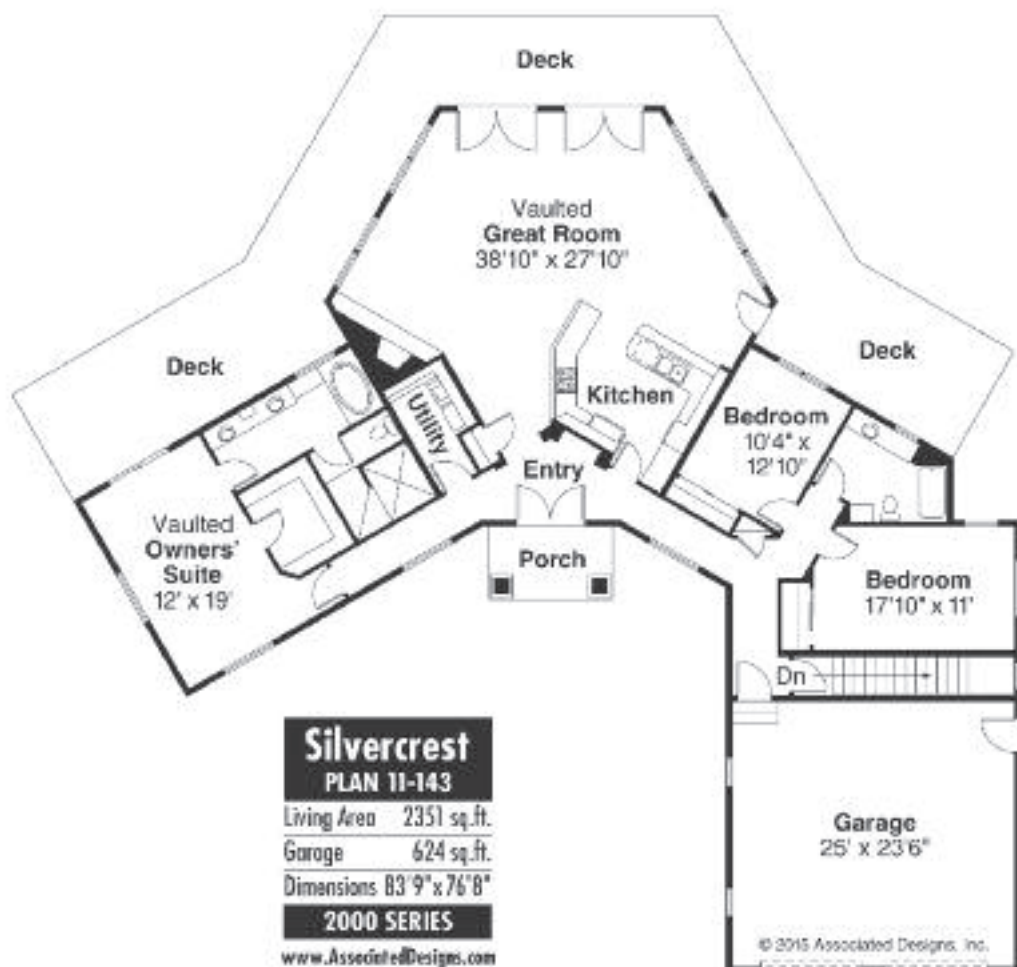 Deck
Vaulted
Great Room
38'10" x 27'10"
Deck
Deck
Utility
Kitchen
Bedroom
10'4" x
12'10"
Entry
Vaulted
Owners'
Suite
12' x 19'
Porch
Bedroom
17'10" x 11'
Dn
Silvercrest
PLAN 11-143
Living Area 2351 sq.ft.
Garage 624 sq.ft.
Dimensions 83'9" x 76'8"
2000 SERIES
www.AssociatedDesigns.com
Garage
25' x 23'6"
© 2015 Associated Designs, Inc.